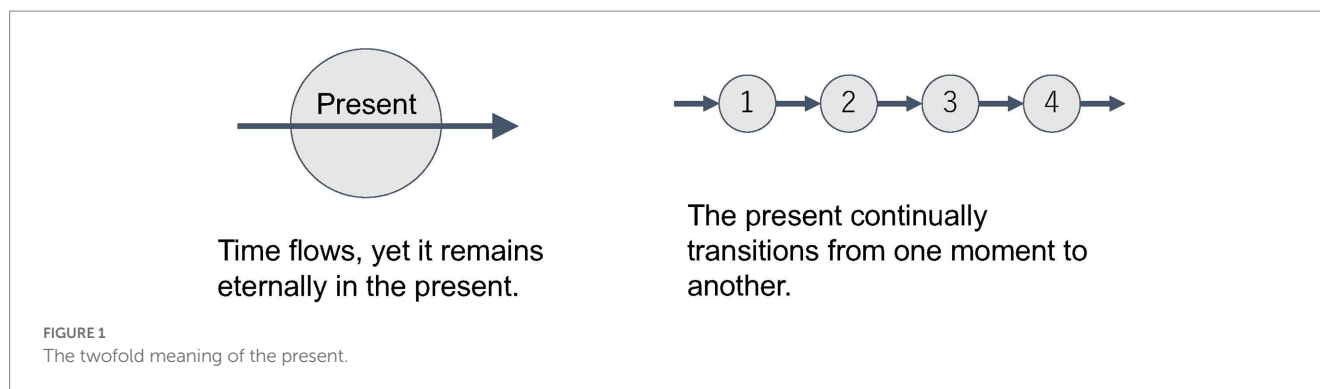 Present
Time flows, yet it remains
eternally in the present.
1 2 3 4
The present continually
transitions from one moment to
another.
FIGURE 1
The twofold meaning of the present.